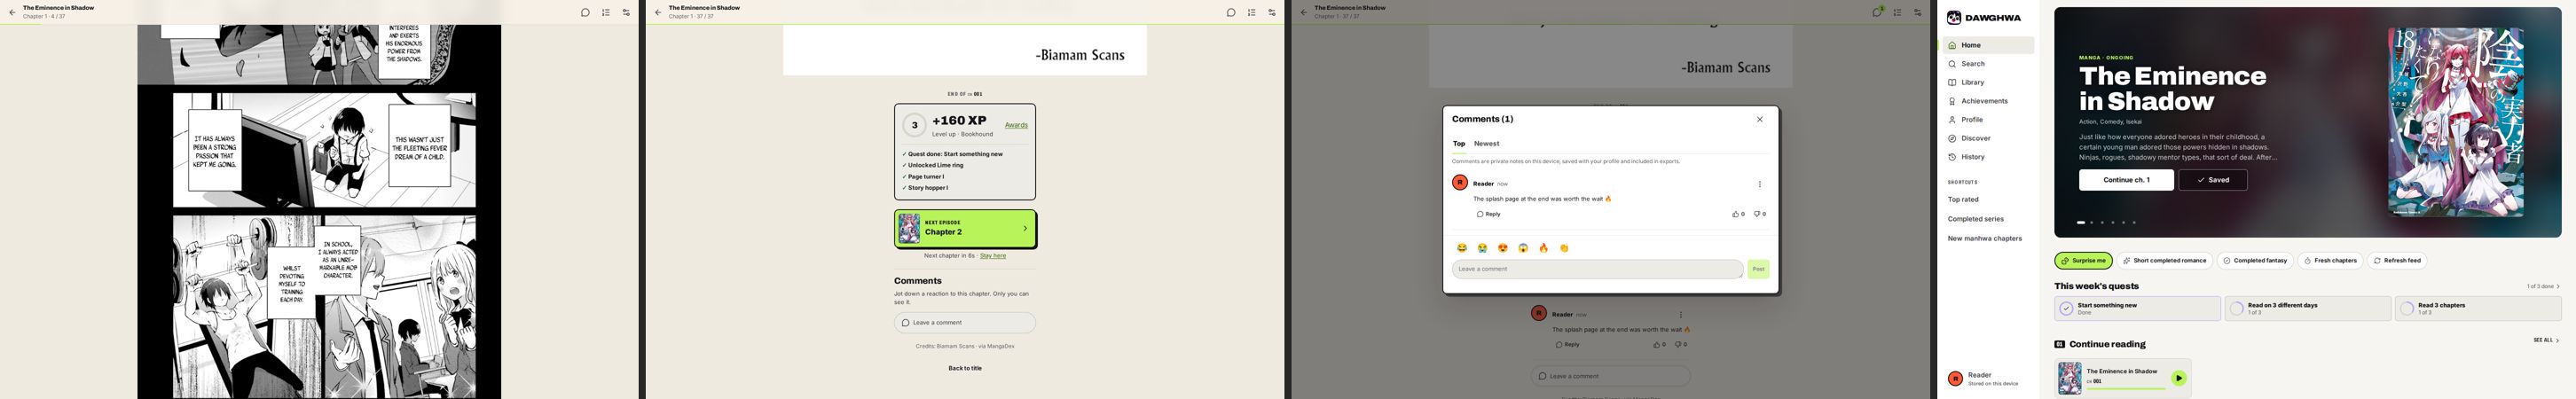 The Eminence in Shadow
Chapter 1 · 4 / 37
INTERFERES
AND EXERTS
HIS ENORMOUS
POWER FROM
THE SHADOWS.
IT HAS ALWAYS
BEEN A STRONG
PASSION THAT
KEPT ME GOING.
THIS WASN'T JUST
THE FLEETING FEVER
DREAM OF A CHILD.
IN SCHOOL,
I ALWAYS ACTED
AS AN UNRE-
MARKABLE MOB
CHARACTER.
WHILST
DEVOTING
MYSELF TO
TRAINING
EACH DAY.
The Eminence in Shadow
Chapter 1 · 37 / 37
-Biamam Scans
END OF CH 001
3
+160 XP
Level up · Bookhound
Awards
✓ Quest done: Start something new
✓ Unlocked Lime ring
✓ Page turner I
✓ Story hopper I
NEXT EPISODE
Chapter 2
Next chapter in 6s · Stay here
Comments
Jot down a reaction to this chapter. Only you can
see it.
Leave a comment
Credits: Biamam Scans · via MangaDex
Back to title
The Eminence in Shadow
Chapter 1 · 37 / 37
-Biamam Scans
Comments (1)
Top Newest
Comments are private notes on this device, saved with your profile and included in exports.
R
Reader now
The splash page at the end was worth the wait 🔥
Reply 0 0
😂 😭 😍 😱 🔥 👏
Leave a comment
Post
R
Reader now
The splash page at the end was worth the wait 🔥
Reply 0 0
Leave a comment
DAWGHWA
Home
Search
Library
Achievements
Profile
Discover
History
SHORTCUTS
Top rated
Completed series
New manhwa chapters
R
Reader
Stored on this device
MANGA · ONGOING
The Eminence
in Shadow
Action, Comedy, Isekai
Just like how everyone adored heroes in their childhood, a
certain young man adored those powers hidden in shadows.
Ninjas, rogues, shadowy mentor types, that sort of deal. After...
Continue ch. 1
✓ Saved
18
陰の実力者
Surprise me
Short completed romance
Completed fantasy
Fresh chapters
Refresh feed
This week's quests
1 of 3 done
Start something new
Done
Read on 3 different days
1 of 3
Read 3 chapters
1 of 3
01 Continue reading
SEE ALL
The Eminence in Shadow
CH 001